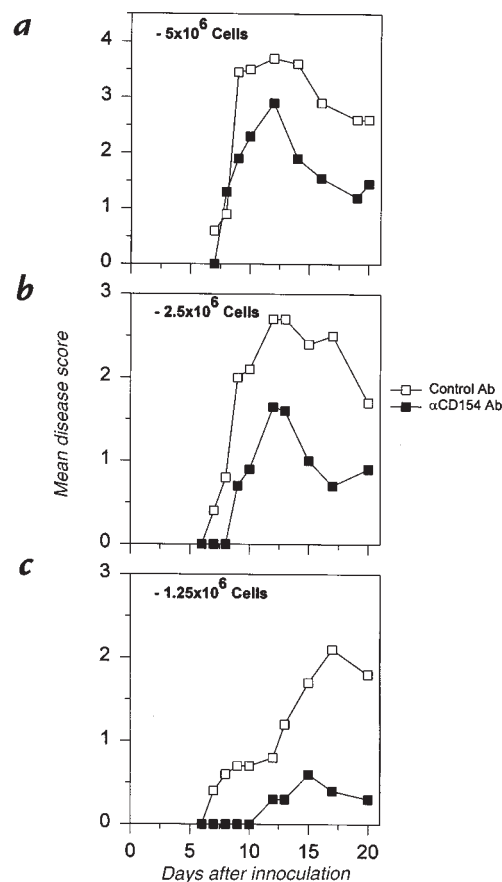 a
- 5x10^6 Cells
4
3
2
1
0
b
- 2.5x10^6 Cells
3
2
1
0
Mean disease score
Control Ab
αCD154 Ab
c
- 1.25x10^6 Cells
3
2
1
0
0 5 10 15 20
Days after innoculation